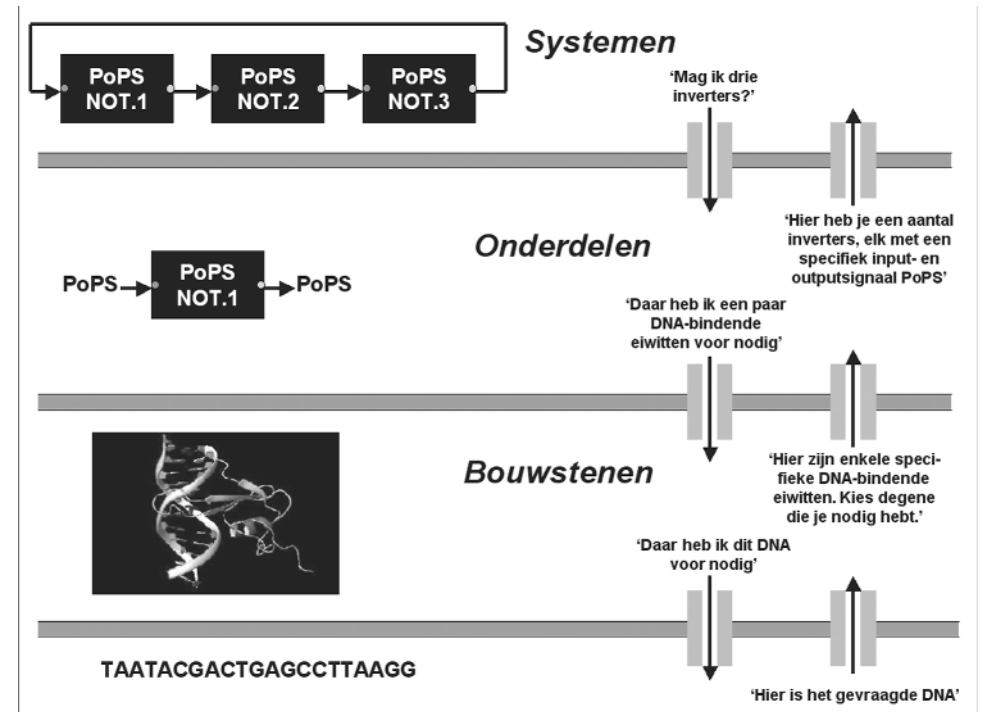 Systemen
PoPS
NOT.1
PoPS
NOT.2
PoPS
NOT.3
‘Mag ik drie
inverters?’
‘Hier heb je een aantal
inverters, elk met een
specifiek input- en
outputsignaal PoPS’
Onderdelen
PoPS
PoPS
NOT.1
PoPS
‘Daar heb ik een paar
DNA-bindende
eiwitten voor nodig’
‘Hier zijn enkele speci-
fieke DNA-bindende
eiwitten. Kies degene
die je nodig hebt.’
Bouwstenen
‘Daar heb ik dit DNA
voor nodig’
TAATACGACTGAGCCTTAAGG
‘Hier is het gevraagde DNA’